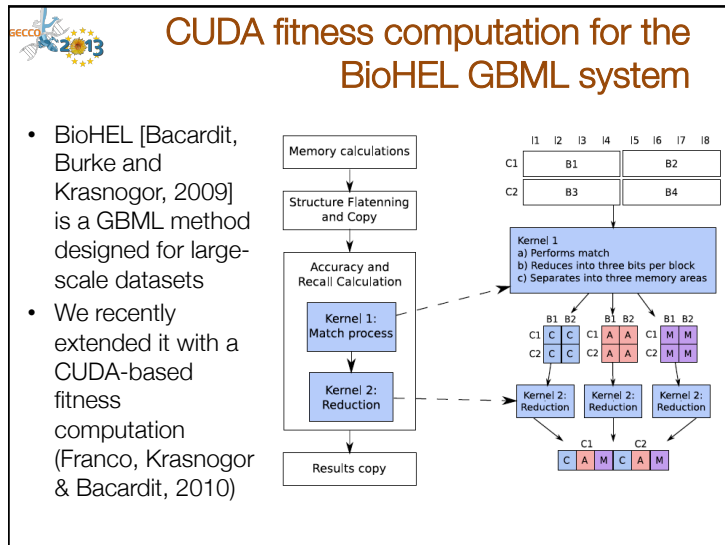 GECCO
2013
CUDA fitness computation for the
BioHEL GBML system
• BioHEL [Bacardit,
Burke and
Krasnogor, 2009]
is a GBML method
designed for large-
scale datasets
• We recently
extended it with a
CUDA-based
fitness
computation
(Franco, Krasnogor
& Bacardit, 2010)
Memory calculations
Structure Flatenning
and Copy
Accuracy and
Recall Calculation
Kernel 1:
Match process
Kernel 2:
Reduction
Results copy
I1 I2 I3 I4 I5 I6 I7 I8
C1 B1 B2
C2 B3 B4
Kernel 1
a) Performs match
b) Reduces into three bits per block
c) Separates into three memory areas
B1 B2 B1 B2 B1 B2
C1 C C C1 A A C1 M M
C2 C C C2 A A C2 M M
Kernel 2: Kernel 2: Kernel 2:
Reduction Reduction Reduction
C1 C2
C A M C A M